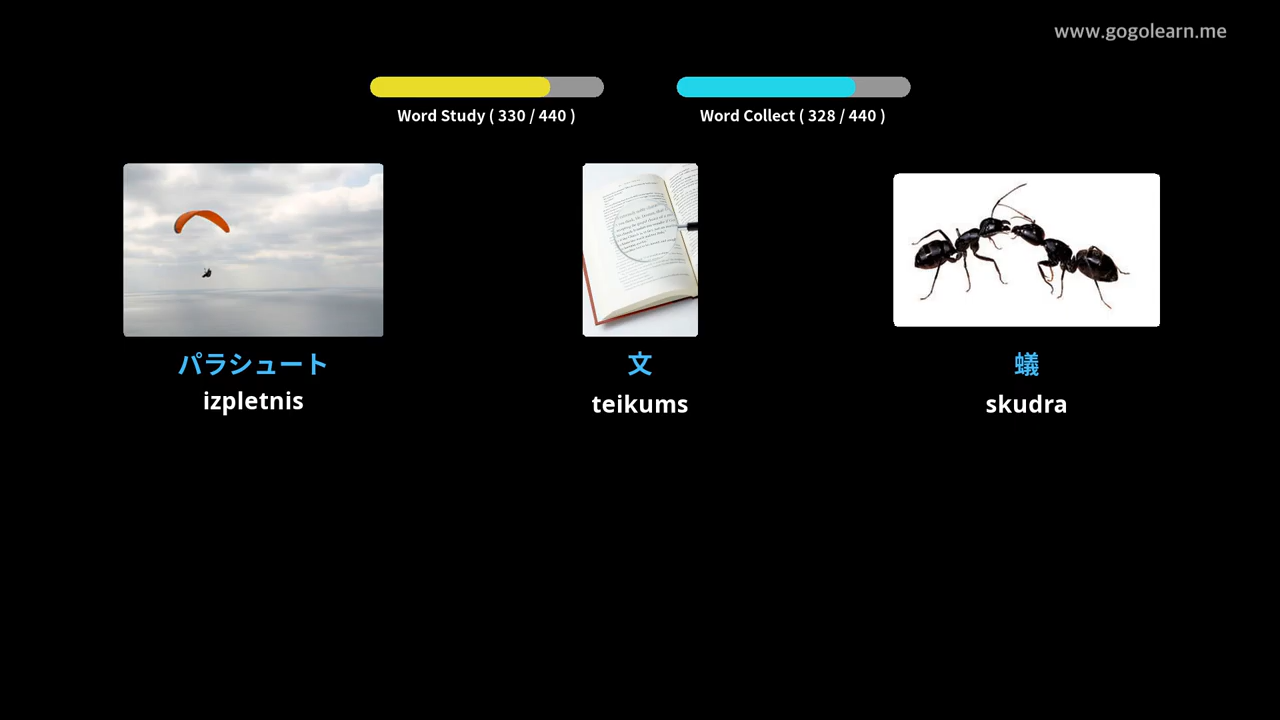 www.gogolearn.me
Word Study ( 330 / 440 )
Word Collect ( 328 / 440 )
パラシュート
izpletnis
文
teikums
蟻
skudra